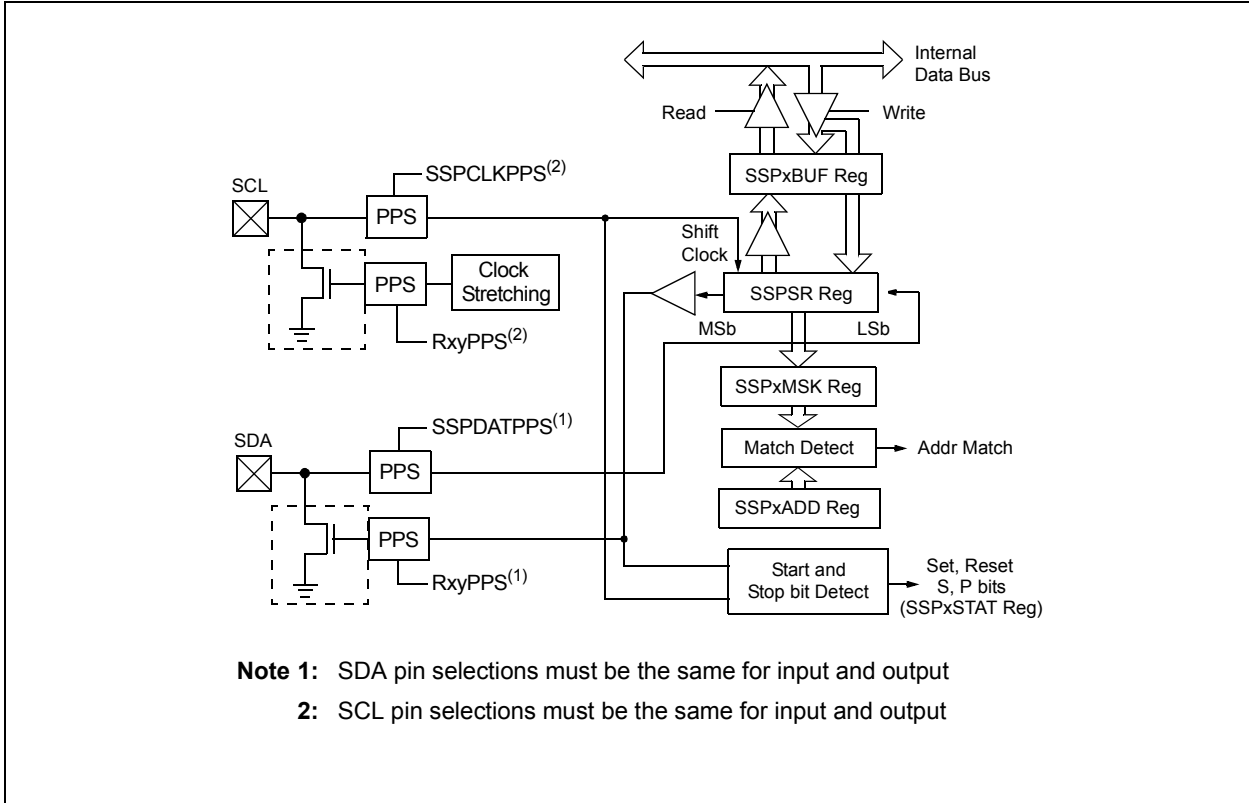 Internal
Data Bus
Read
Write
SSPxBUF Reg
SSPCLKPPS(2)
SCL
PPS
Shift
Clock
PPS
Clock
Stretching
SSPSR Reg
MSb
LSb
RxyPPS(2)
SSPxMSK Reg
SSPDATPPS(1)
SDA
PPS
Match Detect
Addr Match
SSPxADD Reg
PPS
RxyPPS(1)
Start and
Stop bit Detect
Set, Reset
S, P bits
(SSPxSTAT Reg)
Note 1: SDA pin selections must be the same for input and output
2: SCL pin selections must be the same for input and output